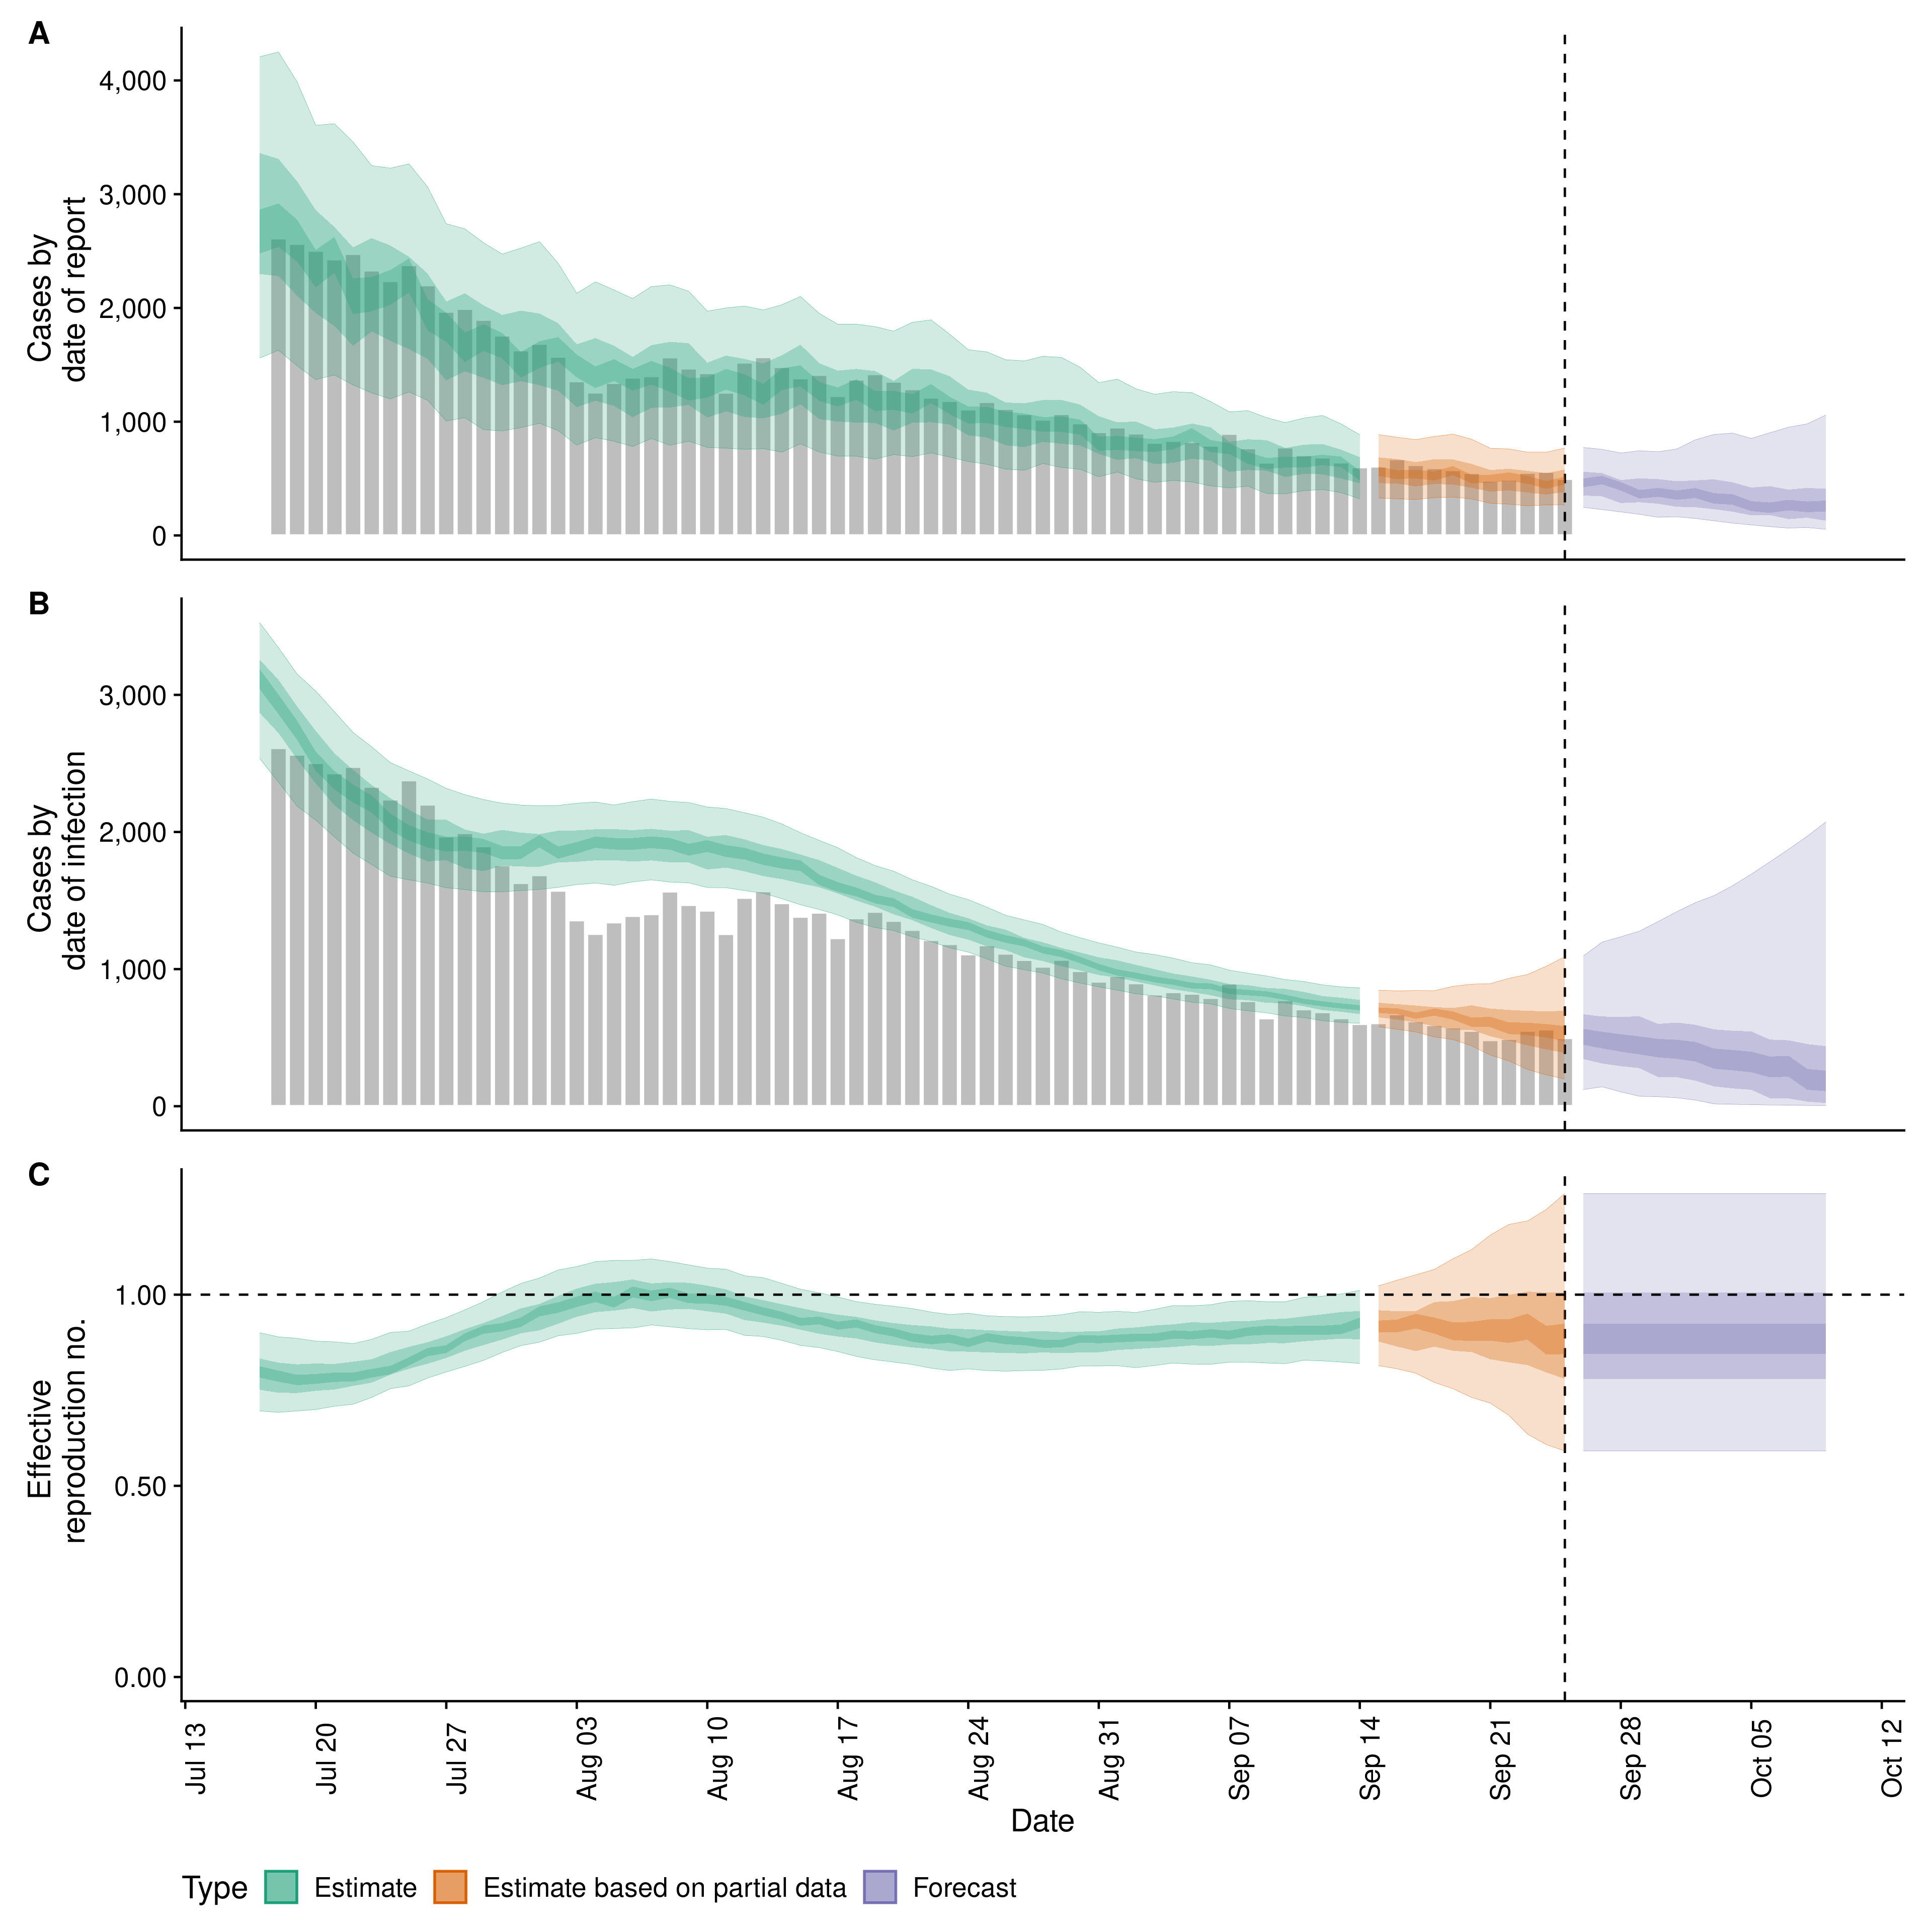 A
4,000
3,000
2,000
1,000
0
Cases by
date of report
B
3,000
2,000
1,000
0
Cases by
date of infection
C
1.00
0.50
0.00
Effective
reproduction no.
Jul 13
Jul 20
Jul 27
Aug 03
Aug 10
Aug 17
Aug 24
Aug 31
Sep 07
Sep 14
Sep 21
Sep 28
Oct 05
Oct 12
Date
Type Estimate Estimate based on partial data Forecast